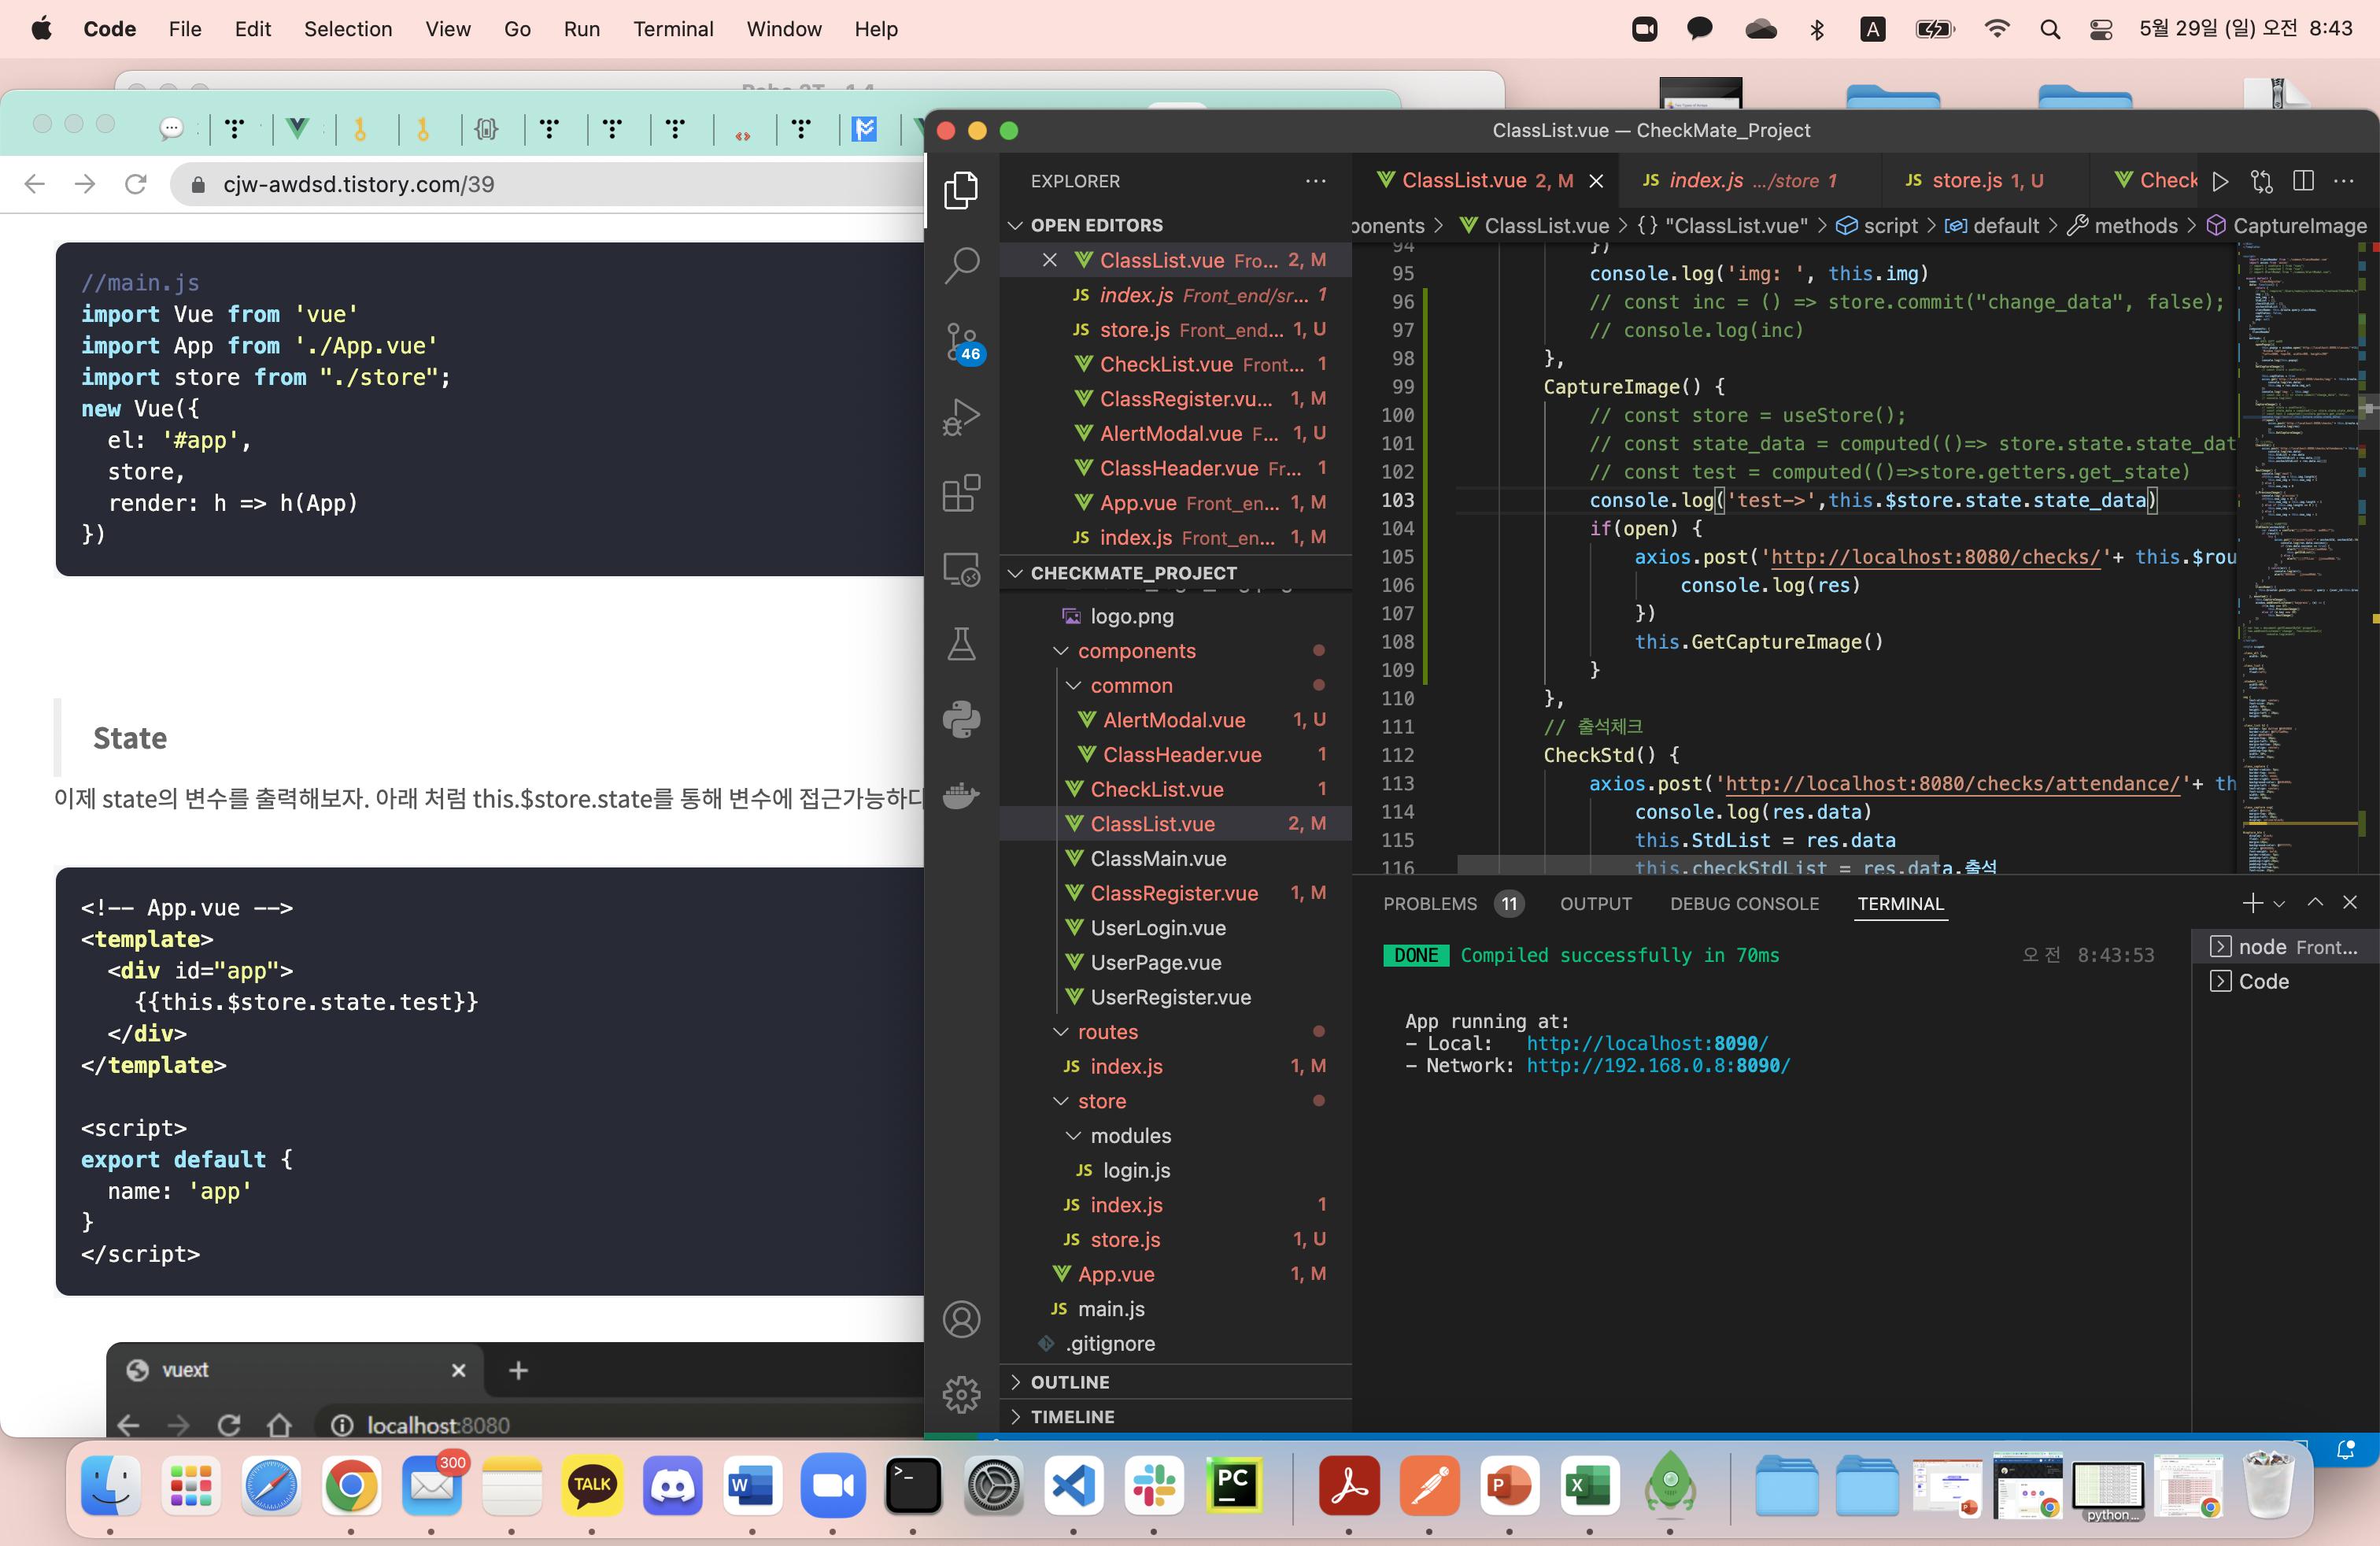 Code File Edit Selection View Go Run Terminal Window Help
A 5월 29일 (일) 오전 8:43
cjw-awdsd.tistory.com/39
//main.js
import Vue from 'vue'
import App from './App.vue'
import store from "./store";
new Vue({
el: '#app',
store,
render: h => h(App)
})
State
이제 state의 변수를 출력해보자. 아래 처럼 this.$store.state를 통해 변수에 접근가능하다
<!-- App.vue -->
<template>
<div id="app">
{{this.$store.state.test}}
</div>
</template>
<script>
export default {
name: 'app'
}
</script>
vuext
localhost:8080
ClassList.vue — CheckMate_Project
EXPLORER
OPEN EDITORS
ClassList.vue Fro... 2, M
index.js Front_end/sr... 1
store.js Front_end... 1, U
CheckList.vue Front... 1
ClassRegister.vu... 1, M
AlertModal.vue F... 1, U
ClassHeader.vue Fr... 1
App.vue Front_en... 1, M
index.js Front_en... 1, M
46
CHECKMATE_PROJECT
logo.png
components
common
AlertModal.vue 1, U
ClassHeader.vue 1
CheckList.vue 1
ClassList.vue 2, M
ClassMain.vue
ClassRegister.vue 1, M
UserLogin.vue
UserPage.vue
UserRegister.vue
routes
index.js 1, M
store
modules
login.js
index.js 1
store.js 1, U
App.vue 1, M
main.js
.gitignore
OUTLINE
TIMELINE
ClassList.vue 2, M index.js .../store 1 store.js 1, U Check
ponents > ClassList.vue > {} "ClassList.vue" > script > default > methods > CaptureImage
94 })
95 console.log('img: ', this.img)
96 // const inc = () => store.commit("change_data", false);
97 // console.log(inc)
98 },
99 CaptureImage() {
100 // const store = useStore();
101 // const state_data = computed(()=> store.state.state_dat
102 // const test = computed(()=>store.getters.get_state)
103 console.log('test->',this.$store.state.state_data)
104 if(open) {
105 axios.post('http://localhost:8080/checks/'+ this.$rou
106 console.log(res)
107 })
108 this.GetCaptureImage()
109 }
110 },
111 // 출석체크
112 CheckStd() {
113 axios.post('http://localhost:8080/checks/attendance/'+ th
114 console.log(res.data)
115 this.StdList = res.data
116 this.checkStdList = res.data.출석
PROBLEMS 11 OUTPUT DEBUG CONSOLE TERMINAL
DONE Compiled successfully in 70ms 오전 8:43:53
App running at:
- Local: http://localhost:8090/
- Network: http://192.168.0.8:8090/
node Front...
Code
300
TALK
W
>_
PC
P
X
python...